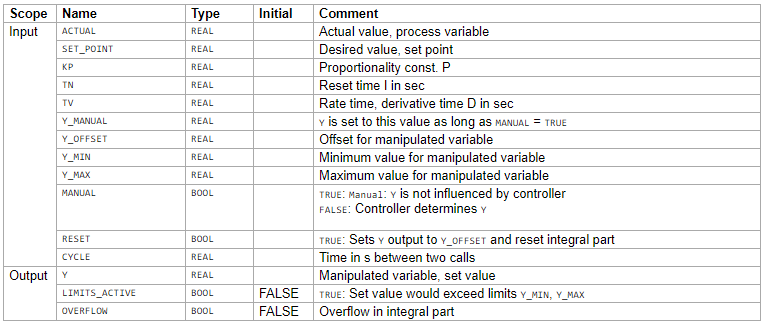 Scope Name Type Initial Comment
Input ACTUAL REAL Actual value, process variable
SET_POINT REAL Desired value, set point
KP REAL Proportionality const. P
TN REAL Reset time I in sec
TV REAL Rate time, derivative time D in sec
Y_MANUAL REAL Y is set to this value as long as MANUAL = TRUE
Y_OFFSET REAL Offset for manipulated variable
Y_MIN REAL Minimum value for manipulated variable
Y_MAX REAL Maximum value for manipulated variable
MANUAL BOOL TRUE: Manual: Y is not influenced by controller
FALSE: Controller determines Y
RESET BOOL TRUE: Sets Y output to Y_OFFSET and reset integral part
CYCLE REAL Time in s between two calls
Output Y REAL Manipulated variable, set value
LIMITS_ACTIVE BOOL FALSE TRUE: Set value would exceed limits Y_MIN, Y_MAX
OVERFLOW BOOL FALSE Overflow in integral part